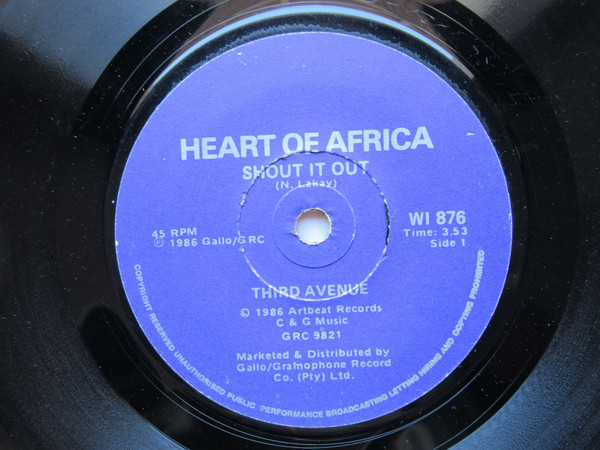 HEART OF AFRICA
SHOUT IT OUT
(N. Lakay)
45 RPM
Ⓟ 1986 Gallo/GRC
WI 876
Time: 3.53
Side 1
THIRD AVENUE
© 1986 Artbeat Records
C & G Music
GRC 9821
Marketed & Distributed by
Gallo/Gramophone Record
Co. (Pty) Ltd.
COPYRIGHT RESERVED UNAUTHORISED PUBLIC PERFORMANCE BROADCASTING LETTING HIRING AND COPYING PROHIBITED